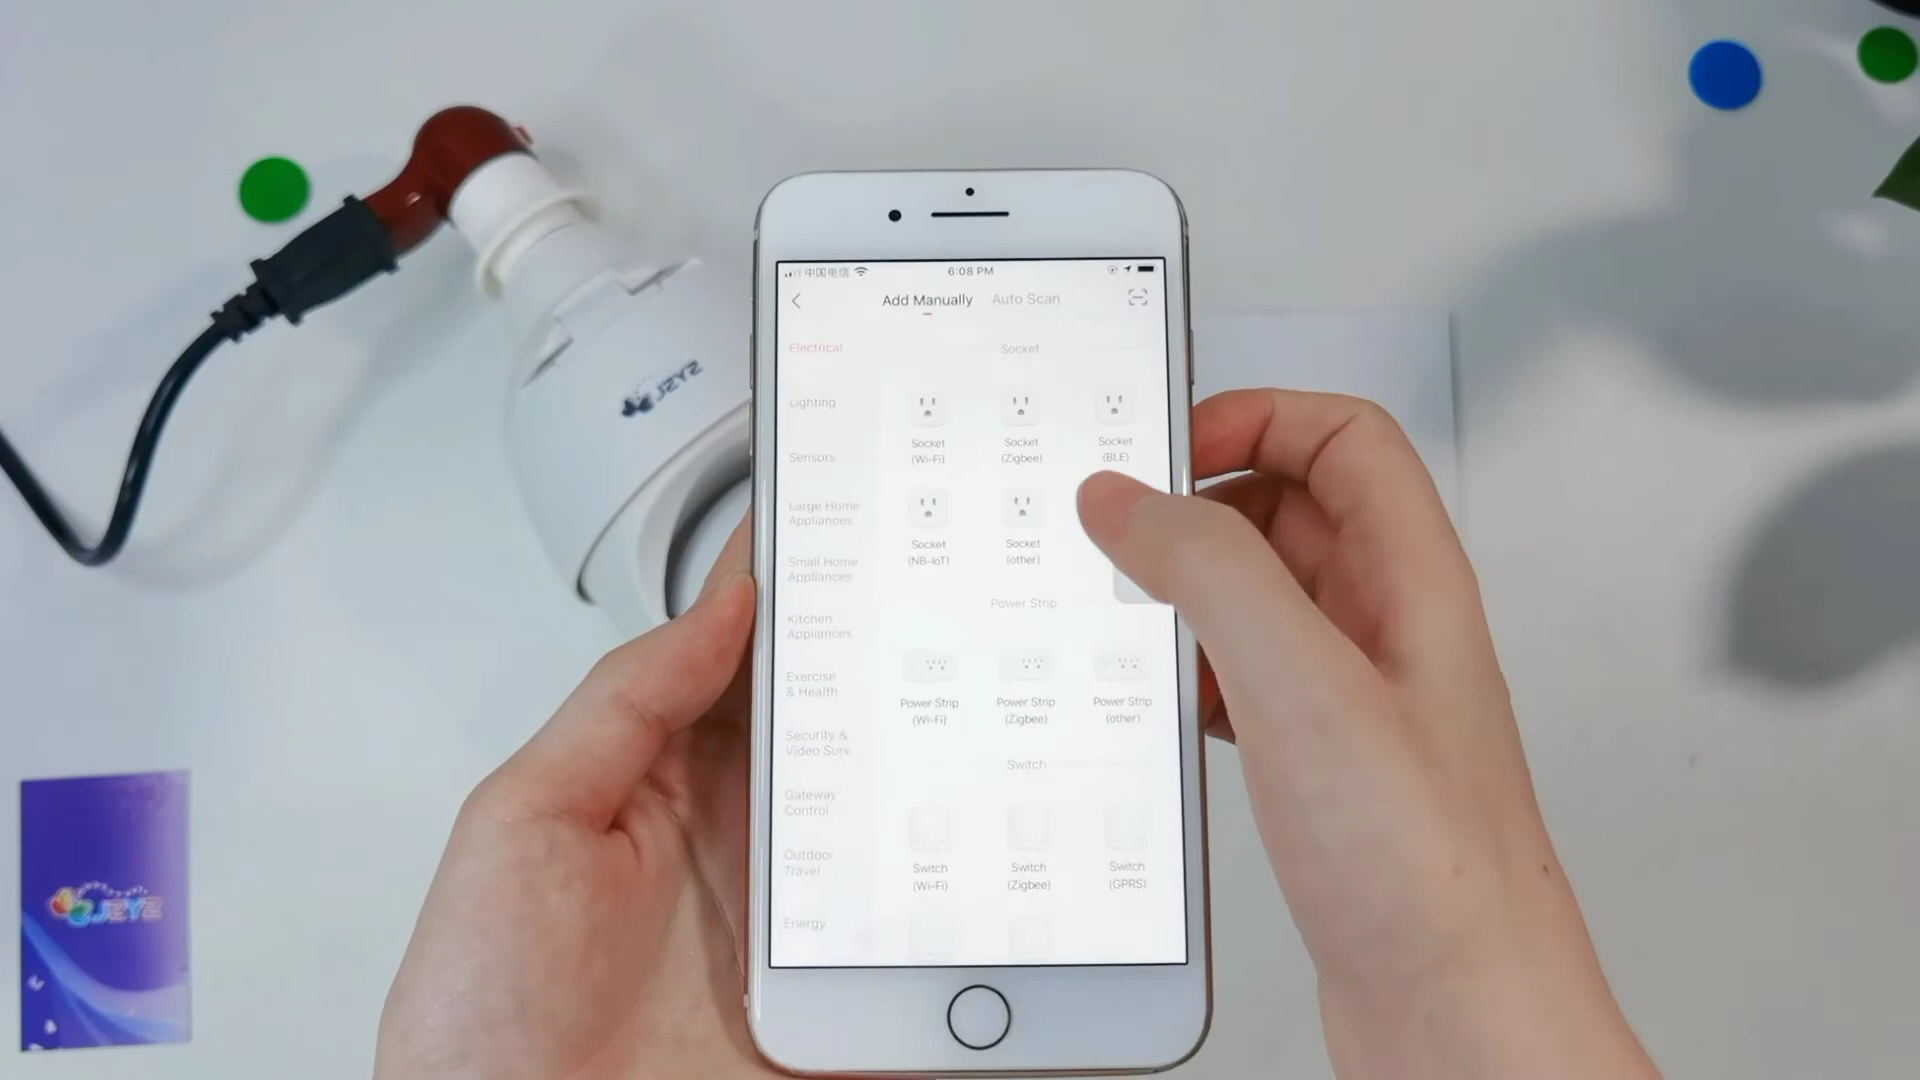 中国电信
6:08 PM
Add Manually
Auto Scan
Electrical
Lighting
Sensors
Large Home
Appliances
Small Home
Appliances
Kitchen
Appliances
Exercise
& Health
Security &
Video Surv
Gateway
Control
Outdoor
Travel
Energy
Socket
Socket
(Wi-Fi)
Socket
(Zigbee)
Socket
(BLE)
Socket
(NB-IoT)
Socket
(other)
Power Strip
Power Strip
(Wi-Fi)
Power Strip
(Zigbee)
Power Strip
(other)
Switch
Switch
(Wi-Fi)
Switch
(Zigbee)
Switch
(GPRS)
JZYZ
JZYZ